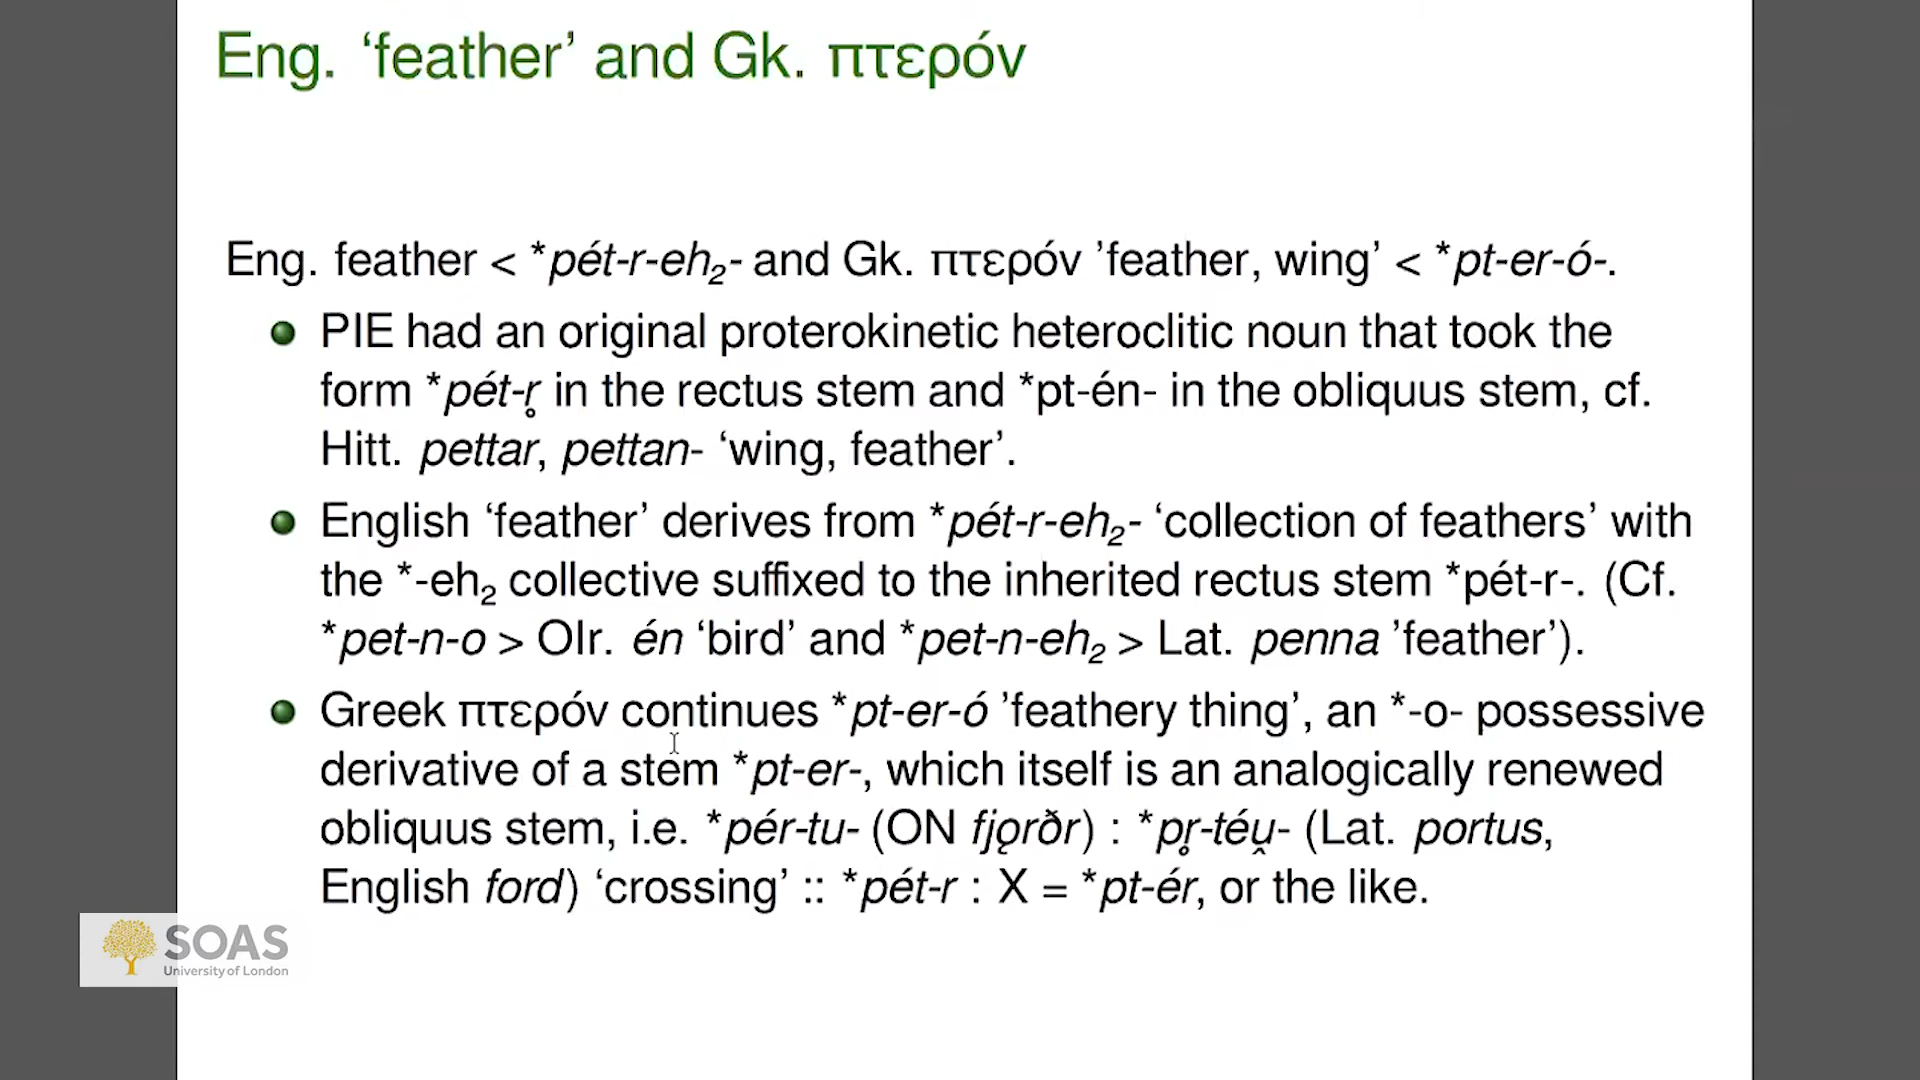 Eng. ‘feather’ and Gk. πτερόν
Eng. feather < *pét-r-eh₂- and Gk. πτερόν ’feather, wing’ < *pt-er-ó-.
PIE had an original proterokinetic heteroclitic noun that took the
form *pét-r̥ in the rectus stem and *pt-én- in the obliquus stem, cf.
Hitt. pettar, pettan- ‘wing, feather’.
English ‘feather’ derives from *pét-r-eh₂- ‘collection of feathers’ with
the *-eh₂ collective suffixed to the inherited rectus stem *pét-r-. (Cf.
*pet-n-o > OIr. én ‘bird’ and *pet-n-eh₂ > Lat. penna ’feather’).
Greek πτερόν continues *pt-er-ó ’feathery thing’, an *-o- possessive
derivative of a stem *pt-er-, which itself is an analogically renewed
obliquus stem, i.e. *pér-tu- (ON fjǫrðr) : *pr̥-téu̯- (Lat. portus,
English ford) ‘crossing’ :: *pét-r : X = *pt-ér, or the like.
SOAS
University of London